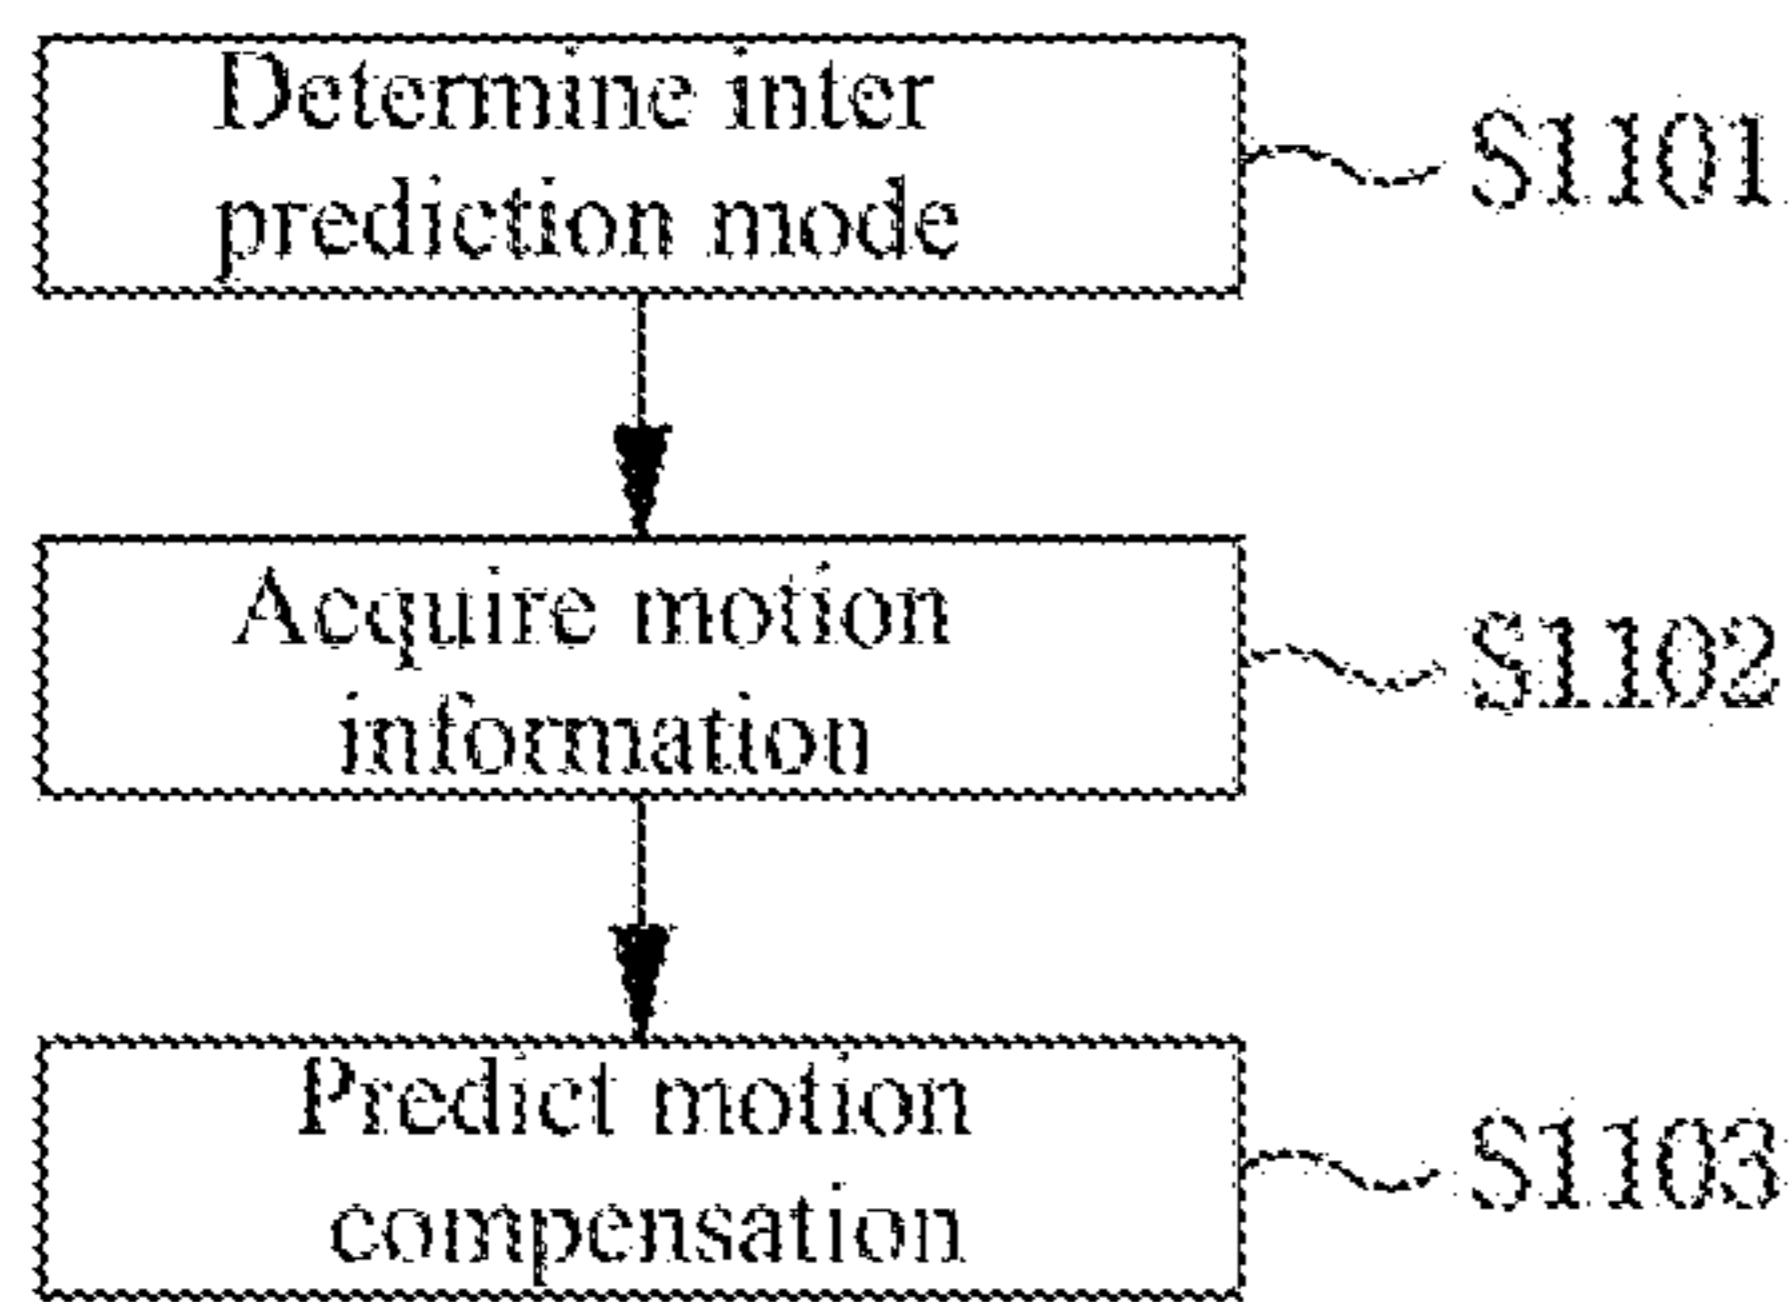 Determine inter
prediction mode
S1101
Acquire motion
information
S1102
Predict motion
compensation
S1103